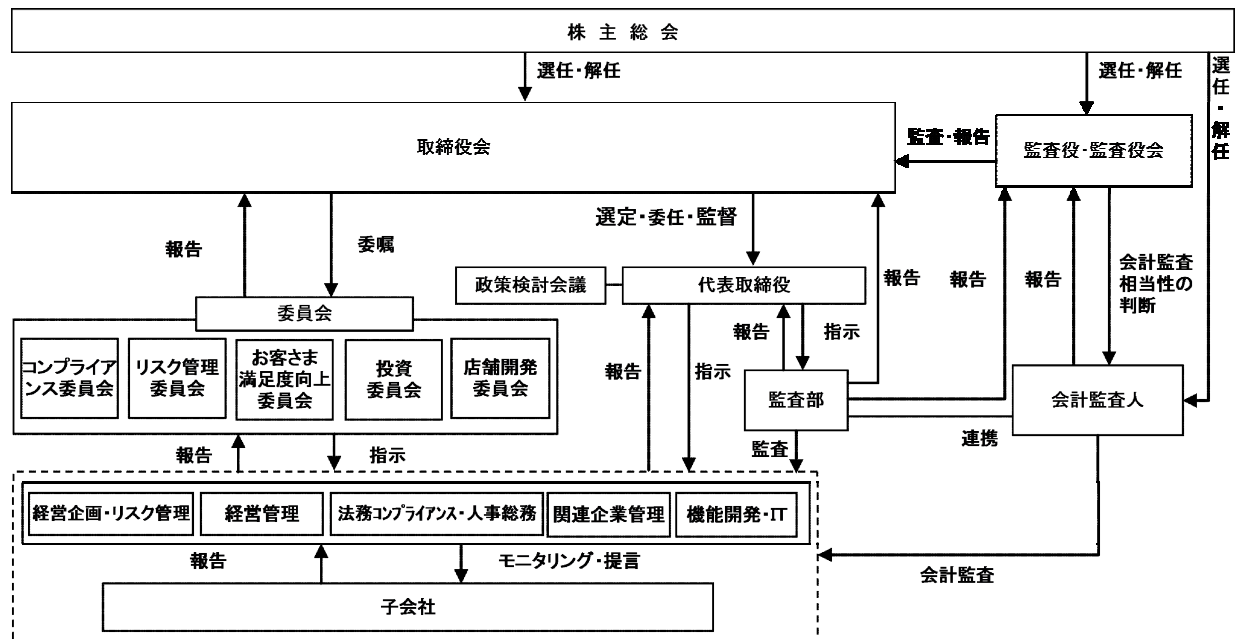 株主総会
選任・解任
選任・解任
選任・解任
取締役会
監査・報告
監査役・監査役会
報告
委嘱
選定・委任・監督
報告
報告
報告
会計監査
相当性の
判断
政策検討会議
代表取締役
委員会
報告
指示
コンプライア
ンス委員会
リスク管理
委員会
お客さま
満足度向上
委員会
投資
委員会
店舗開発
委員会
報告
指示
監査部
会計監査人
連携
報告
指示
監査
経営企画・リスク管理
経営管理
法務コンプライアンス・人事総務
関連企業管理
機能開発・IT
報告
モニタリング・提言
会計監査
子会社